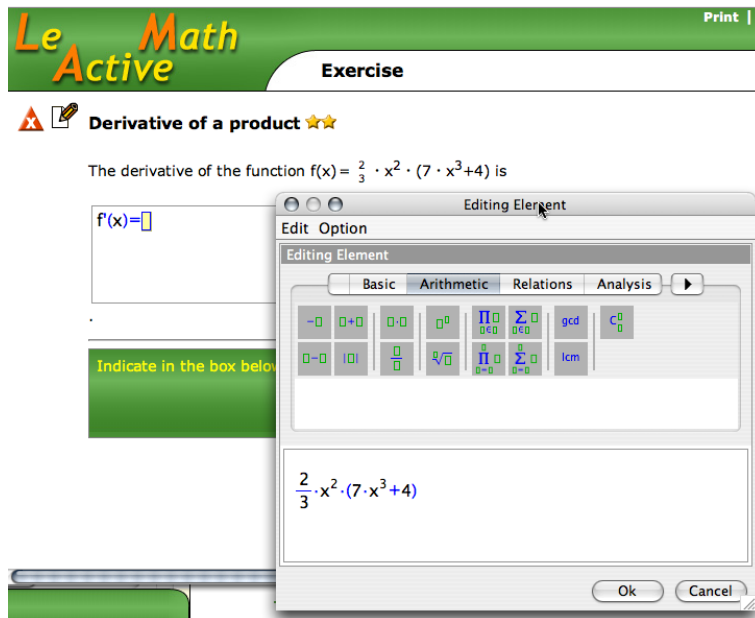 Print |
Le Math
Active
Exercise
Derivative of a product
The derivative of the function f(x) = 2/3 · x² · (7 · x³+4) is
f'(x)=
Editing Element
Edit Option
Editing Element
Basic Arithmetic Relations Analysis
-□ □+□ □·□ □^□ ∏□ □∈□ ∑□ □∈□ gcd C□□
□-□ |□| □/□ □√□ □∏□ □=□ □∑□ □=□ lcm
.
Indicate in the box below
2/3·x²·(7·x³+4)
Ok Cancel